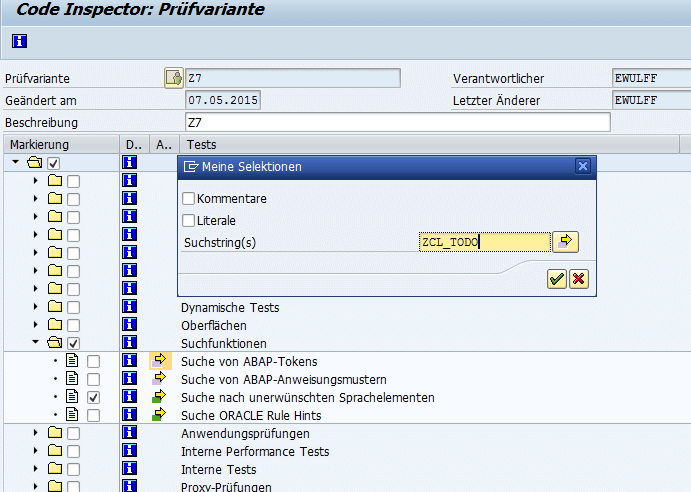 Code Inspector: Prüfvariante
Prüfvariante Z7 Verantwortlicher EWULFF
Geändert am 07.05.2015 Letzter Änderer EWULFF
Beschreibung Z7
Markierung D.. A.. Tests
Meine Selektionen
Kommentare
Literale
Suchstring(s) ZCL_TODO
Dynamische Tests
Oberflächen
Suchfunktionen
Suche von ABAP-Tokens
Suche von ABAP-Anweisungsmustern
Suche nach unerwünschten Sprachelementen
Suche ORACLE Rule Hints
Anwendungsprüfungen
Interne Performance Tests
Interne Tests
Proxy-Prüfungen